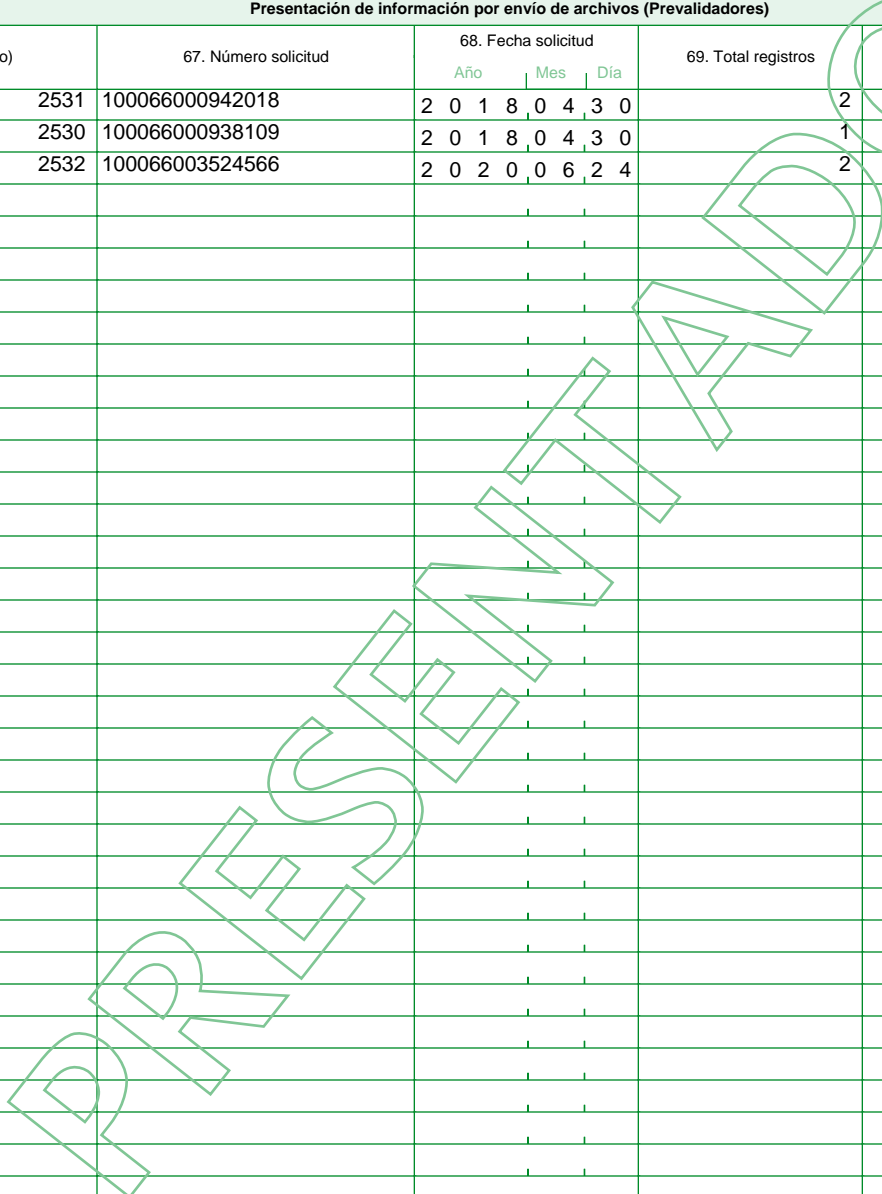 Presentación de información por envío de archivos (Prevalidadores)
o) 67. Número solicitud 68. Fecha solicitud 69. Total registros
Año Mes Día
2531 100066000942018 2 0 1 8 0 4 3 0 2
2530 100066000938109 2 0 1 8 0 4 3 0 1
2532 100066003524566 2 0 2 0 0 6 2 4 2
PRESENTADO